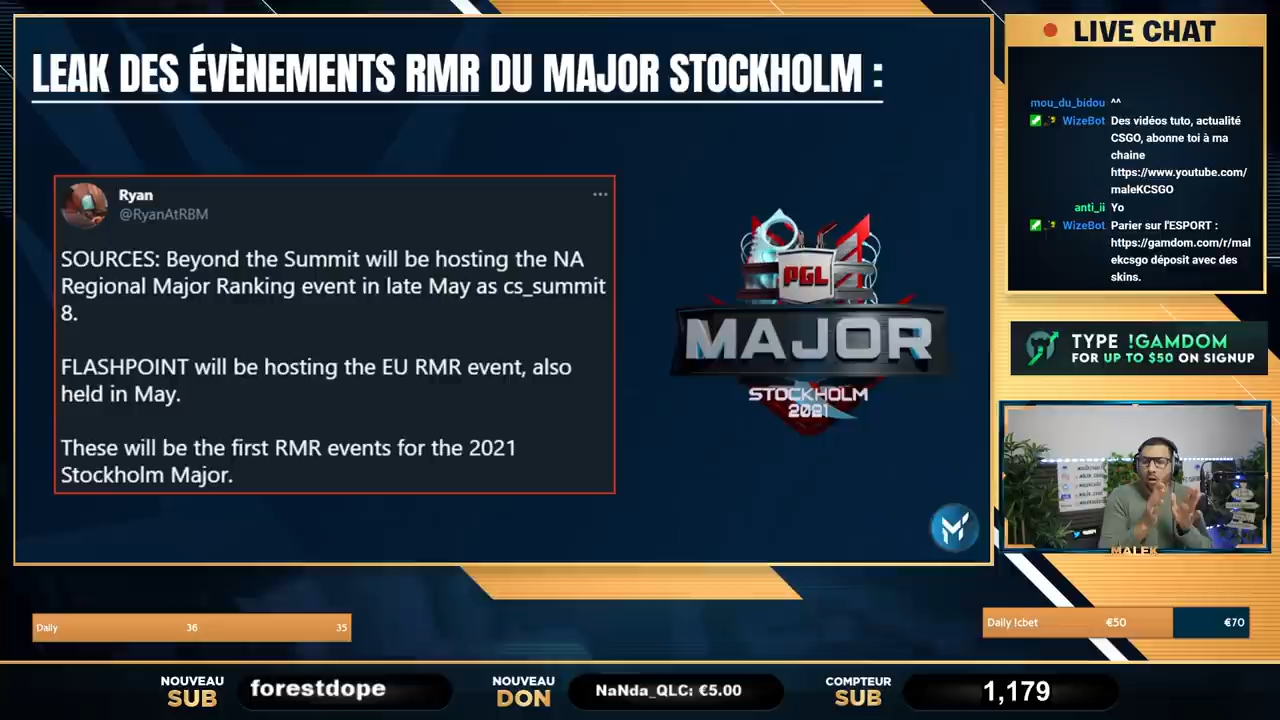 LEAK DES ÉVÈNEMENTS RMR DU MAJOR STOCKHOLM :
Ryan
@RyanAtRBM
SOURCES: Beyond the Summit will be hosting the NA
Regional Major Ranking event in late May as cs_summit
8.
FLASHPOINT will be hosting the EU RMR event, also
held in May.
These will be the first RMR events for the 2021
Stockholm Major.
PGL
MAJOR
STOCKHOLM
2021
LIVE CHAT
mou_du_bidou ^^
WizeBot Des vidéos tuto, actualité
CSGO, abonne toi à ma
chaine
https://www.youtube.com/
maleKCSGO
anti_ii Yo
WizeBot Parier sur l'ESPORT :
https://gamdom.com/r/mal
ekcsgo déposit avec des
skins.
TYPE !GAMDOM
FOR UP TO $50 ON SIGNUP
MALEK
Daily 36 35
Daily !cbet €50 €70
NOUVEAU
SUB
forestdope
NOUVEAU
DON
NaNda_QLC: €5.00
COMPTEUR
SUB
1,179